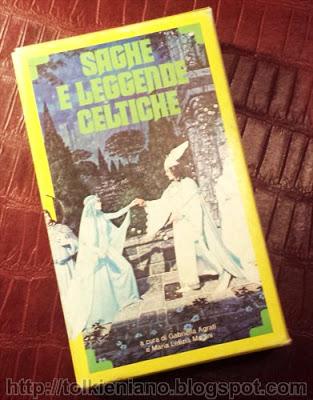 SAGHE
E LEGGENDE
CELTICHE
a cura di Gabriella Agrati
e Maria Letizia Magini
http://tolkieniano.blogspot.com